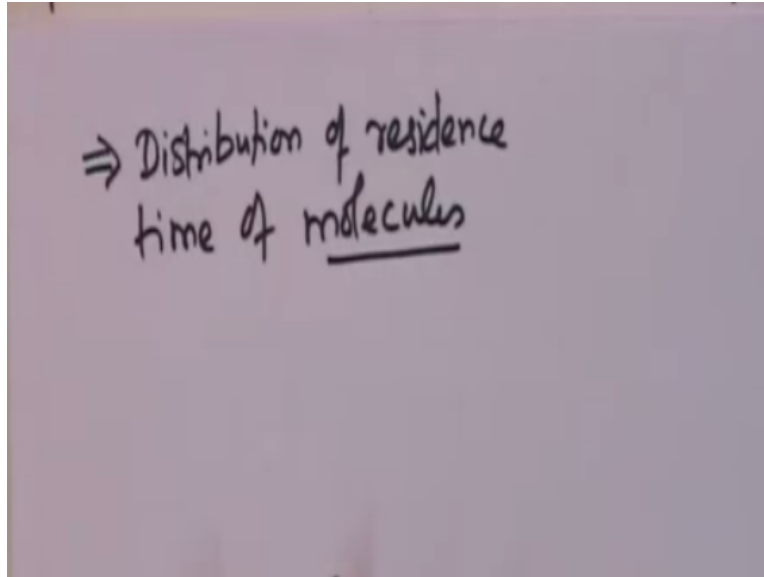 ⇒ Distribution of residence
time of molecules